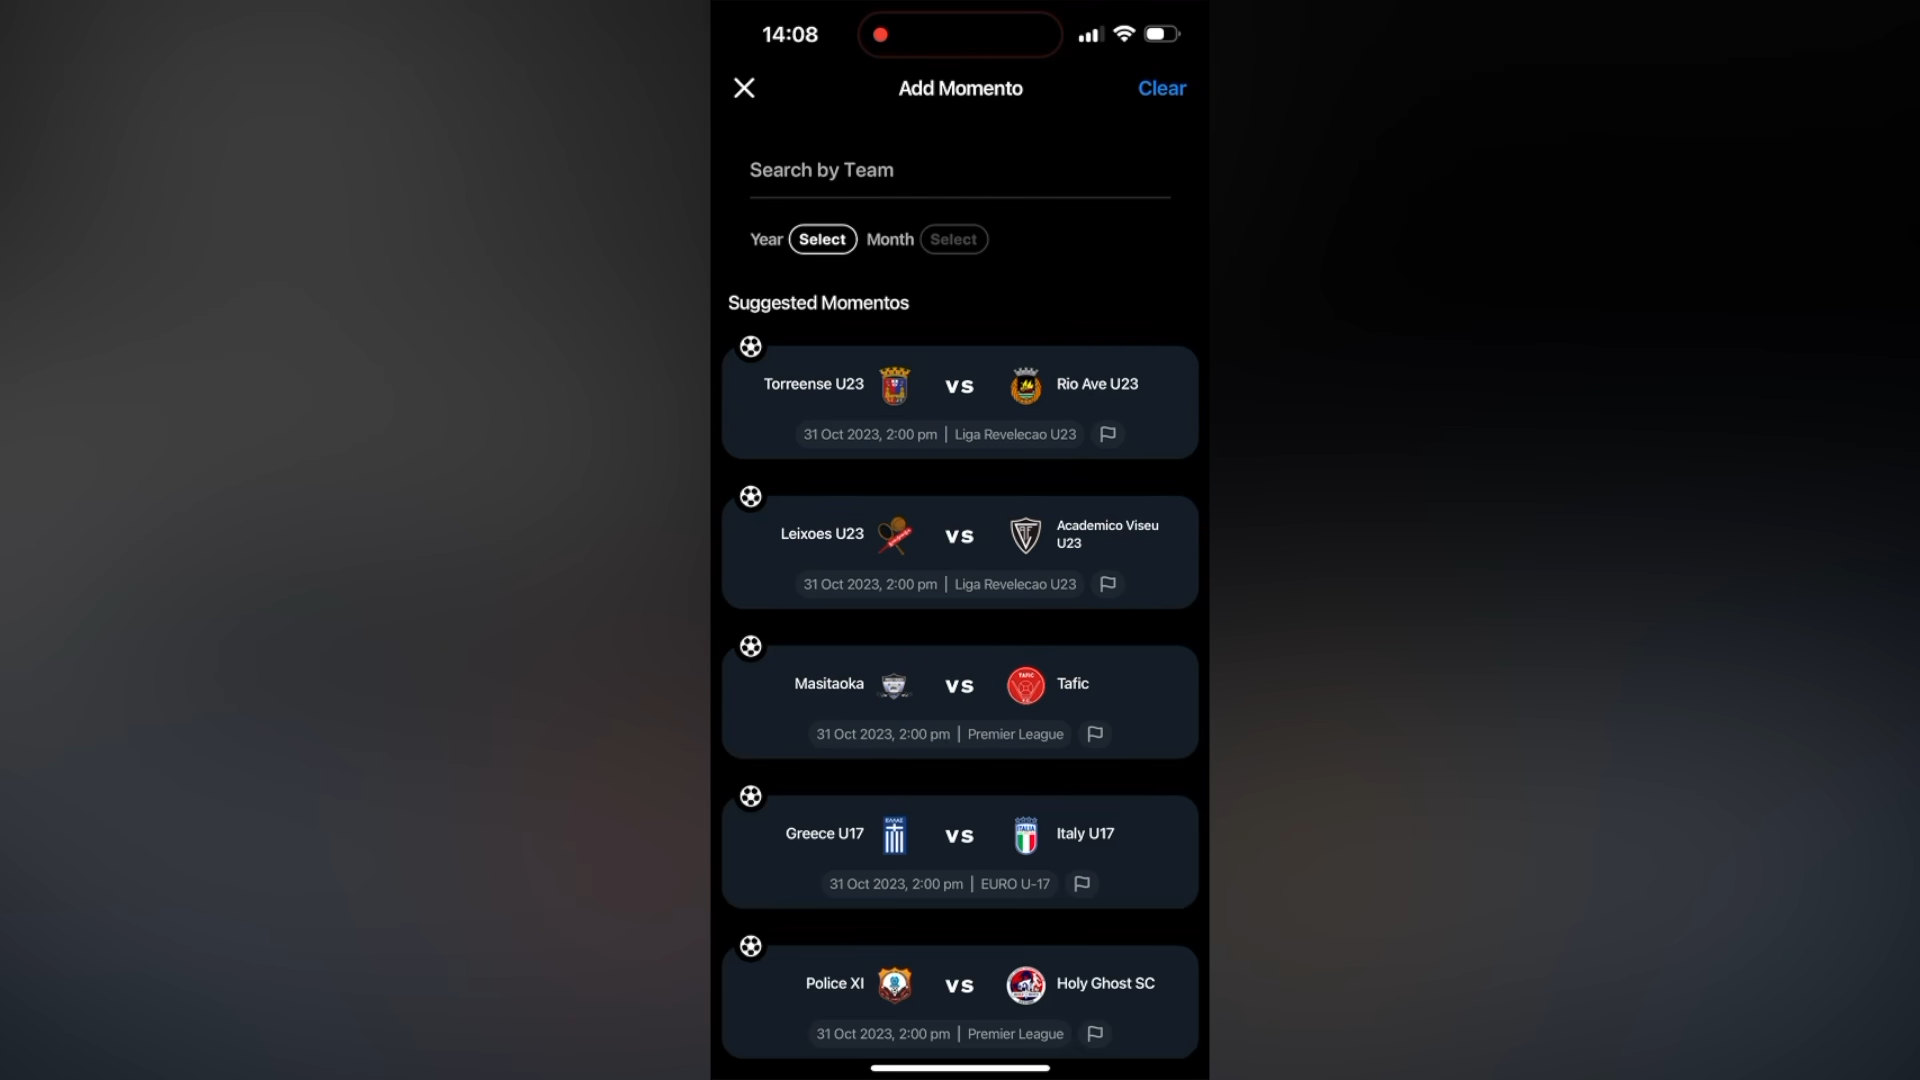 14:08
Add Momento
Clear
Search by Team
Year Select Month Select
Suggested Momentos
Torreense U23 vs Rio Ave U23
31 Oct 2023, 2:00 pm | Liga Revelecao U23
Leixoes U23 vs Academico Viseu U23
31 Oct 2023, 2:00 pm | Liga Revelecao U23
Masitaoka vs Tafic
31 Oct 2023, 2:00 pm | Premier League
Greece U17 vs Italy U17
31 Oct 2023, 2:00 pm | EURO U-17
Police XI vs Holy Ghost SC
31 Oct 2023, 2:00 pm | Premier League